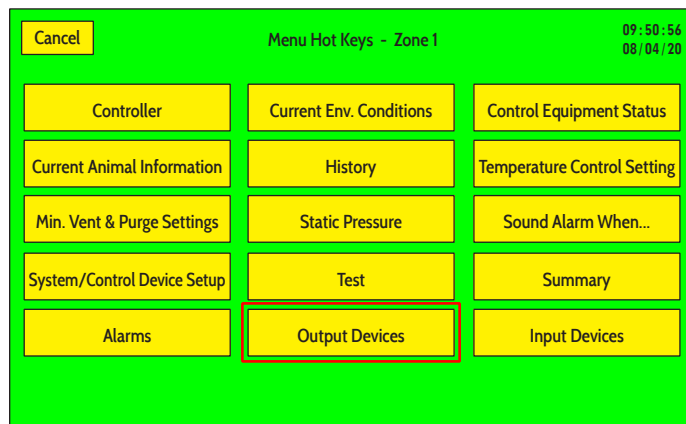 Cancel
Menu Hot Keys - Zone 1
09:50:56
08/04/20
Controller
Current Env. Conditions
Control Equipment Status
Current Animal Information
History
Temperature Control Setting
Min. Vent & Purge Settings
Static Pressure
Sound Alarm When...
System/Control Device Setup
Test
Summary
Alarms
Output Devices
Input Devices